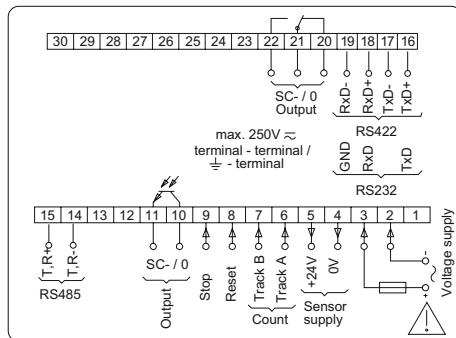 30 29 28 27 26 25 24 23 22 21 20 19 18 17 16
SC- / 0
Output
RxD-
RxD+
TxD-
TxD+
RS422
max. 250V ⎓
terminal - terminal /
⏚ - terminal
GND
RxD
TxD
RS232
15 14 13 12 11 10 9 8 7 6 5 4 3 2 1
T,R+
T,R-
RS485
SC- / 0
Output
Stop
Reset
Track B
Track A
Count
+24V
0V
Sensor
supply
-
~
+
Voltage supply
!